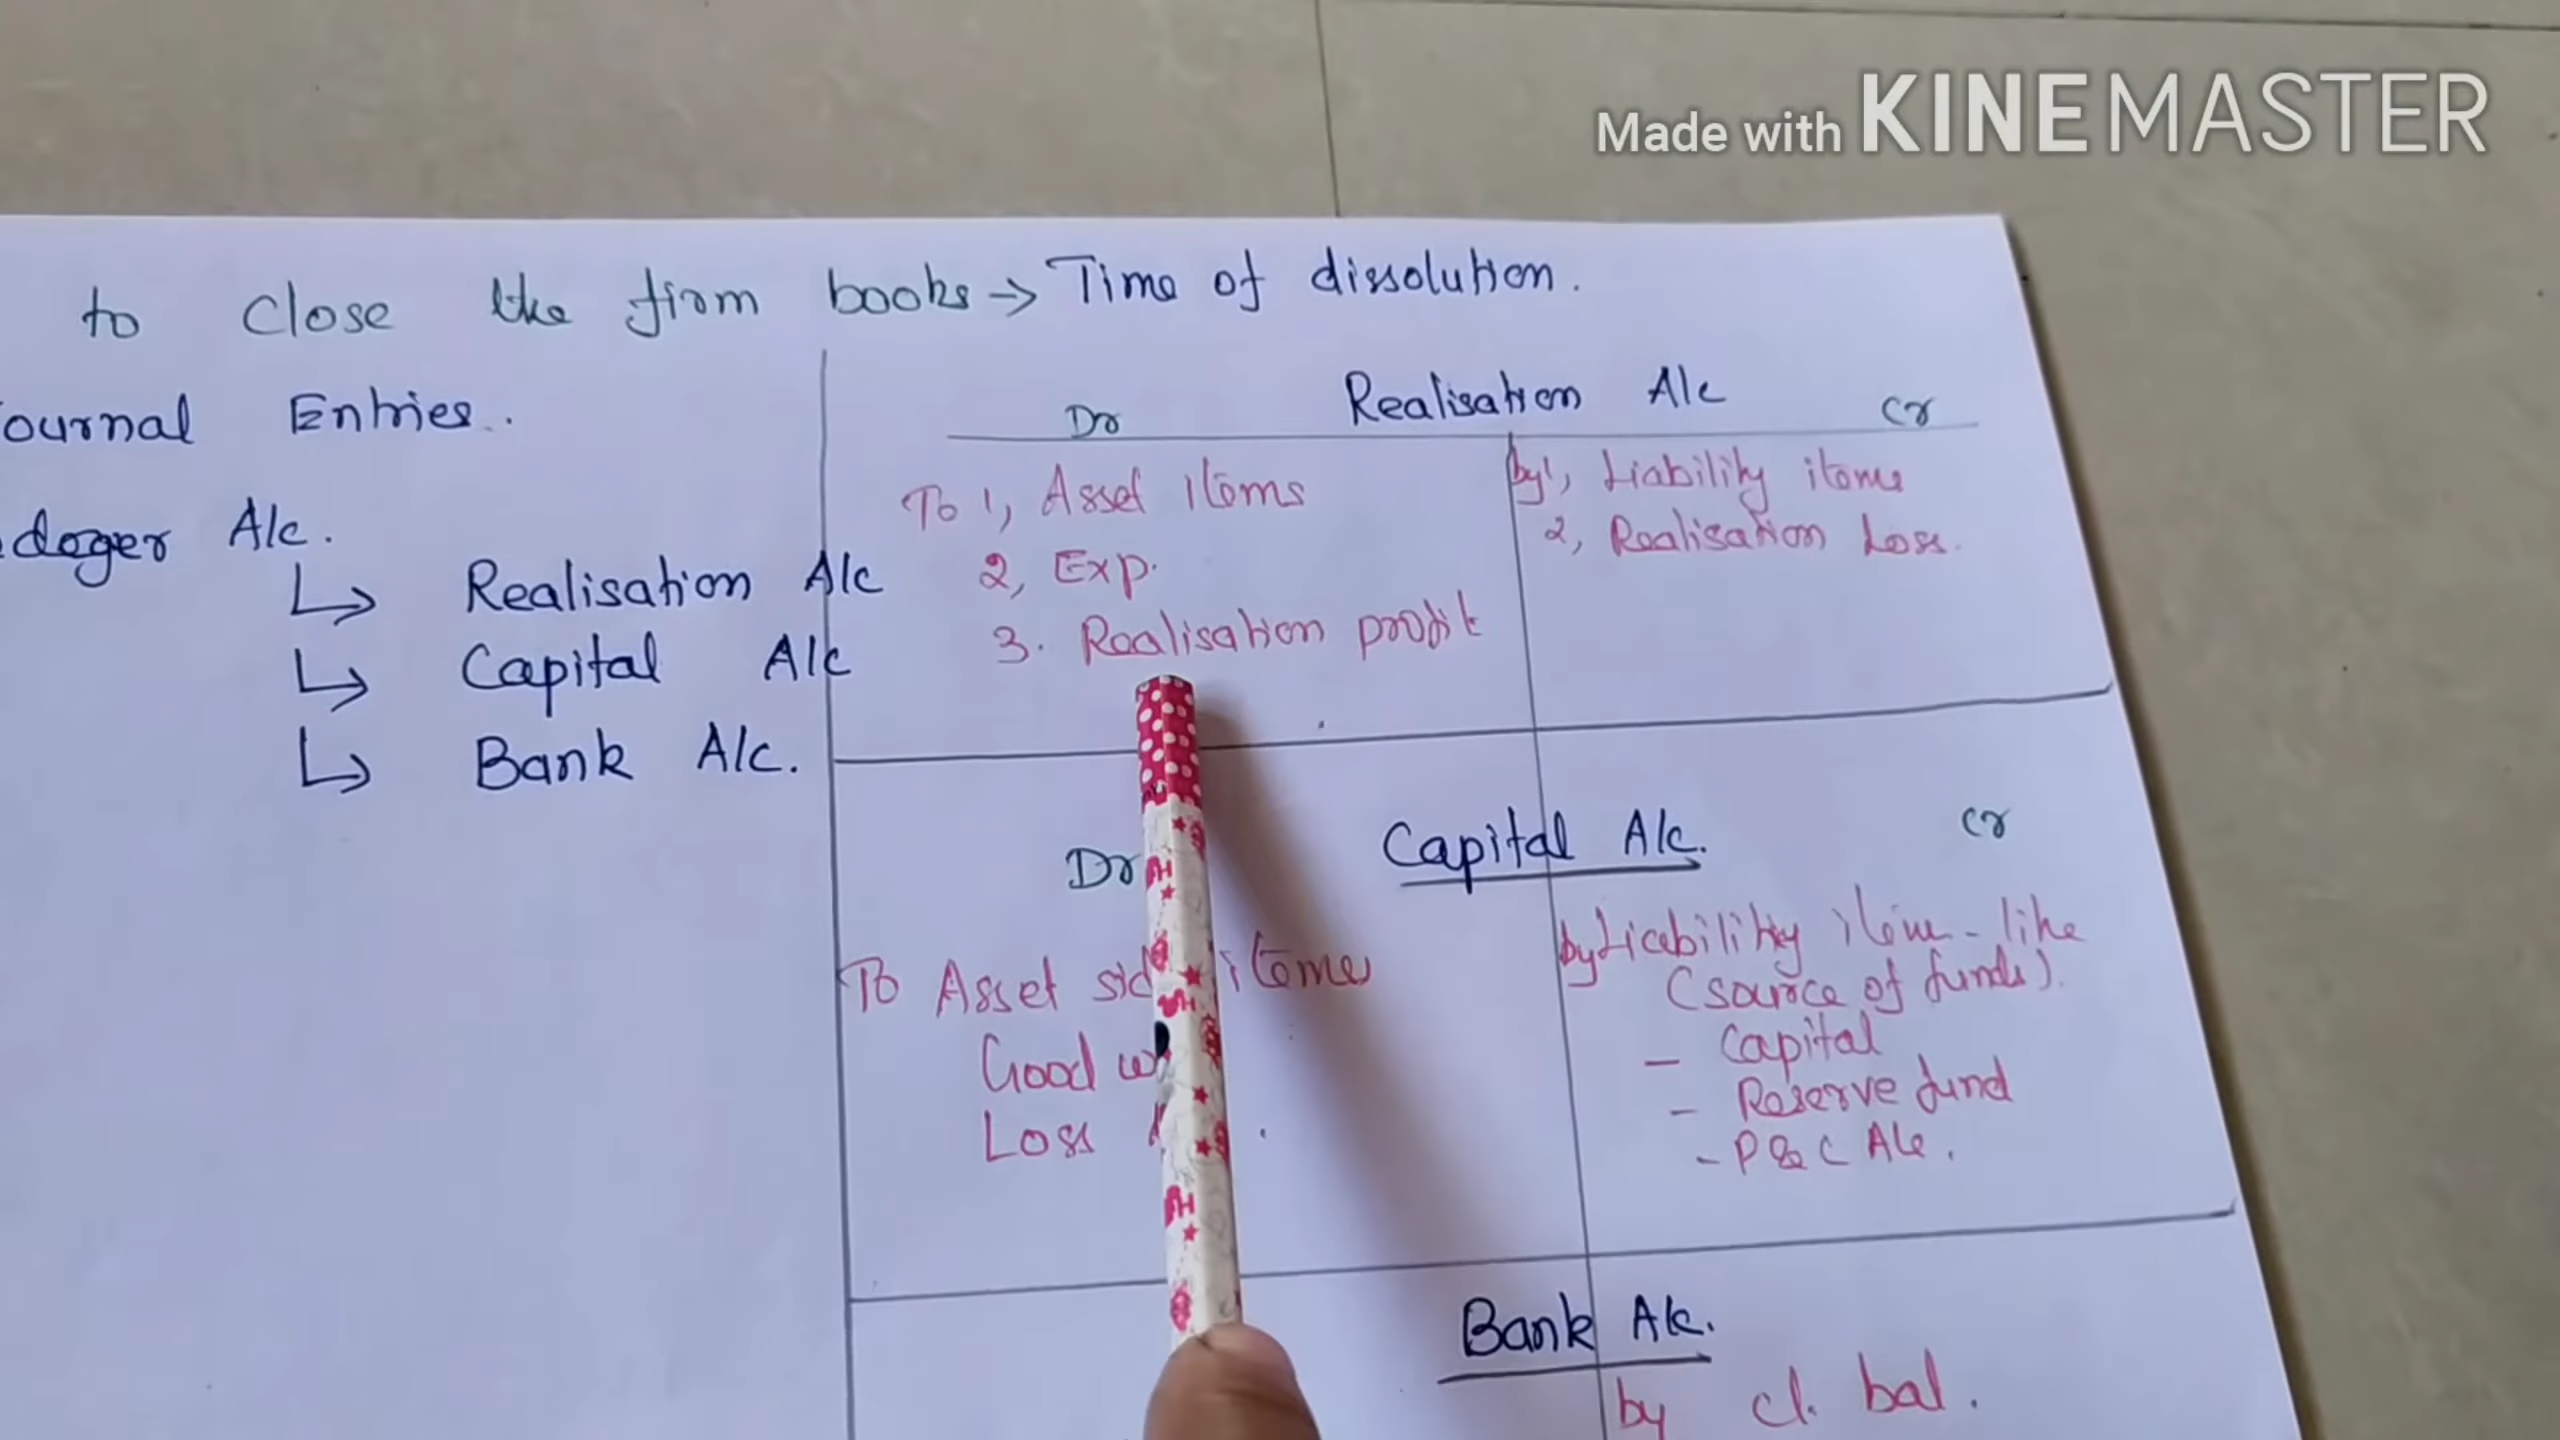 Made with KINEMASTER
to close the firm books → Time of dissolution.
ournal Entries.
edger A/c.
↳ Realisation A/c
↳ Capital A/c
↳ Bank A/c.
Dr Realisation A/c Cr
To 1, Asset items
2, Exp.
3. Realisation profit
by 1, Liability items
2, Realisation Loss.
Dr Capital A/c. Cr
To Asset side items
Good
Loss
by Liability item - like
(source of funds).
- Capital
- Reserve fund
- P & L A/c.
Bank A/c.
by cl. bal.